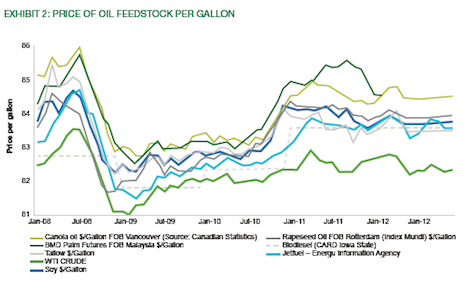 EXHIBIT 2: PRICE OF OIL FEEDSTOCK PER GALLON
86
85
84
83
82
81
Price per gallon
Jan-08
Jul-08
Jan-09
Jul-09
Jan-10
Jul-10
Jan-11
Jul-11
Jan-12
Jan-12
Canola oil $/Gallon FOB Vancouver (Source: Canadian Statistics)
BMD Palm Futures FOB Malaysia $/Gallon
Tallow $/Gallon
WTI CRUDE
Soy $/Gallon
Rapeseed Oil FOB Rotterdam (Index Mundi) $/Gallon
Biodiesel (CARD Iowa State)
Jetfuel – Energu Information Agency